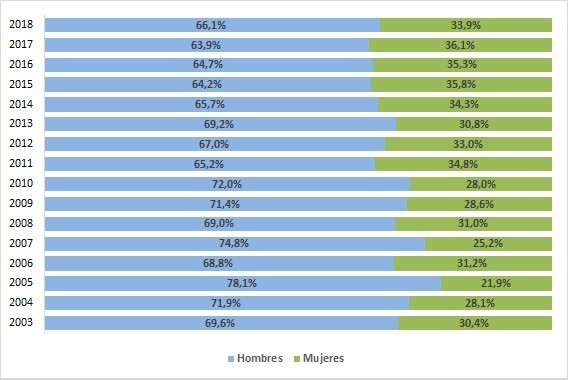 2018 66,1% 33,9%
2017 63,9% 36,1%
2016 64,7% 35,3%
2015 64,2% 35,8%
2014 65,7% 34,3%
2013 69,2% 30,8%
2012 67,0% 33,0%
2011 65,2% 34,8%
2010 72,0% 28,0%
2009 71,4% 28,6%
2008 69,0% 31,0%
2007 74,8% 25,2%
2006 68,8% 31,2%
2005 78,1% 21,9%
2004 71,9% 28,1%
2003 69,6% 30,4%
Hombres Mujeres